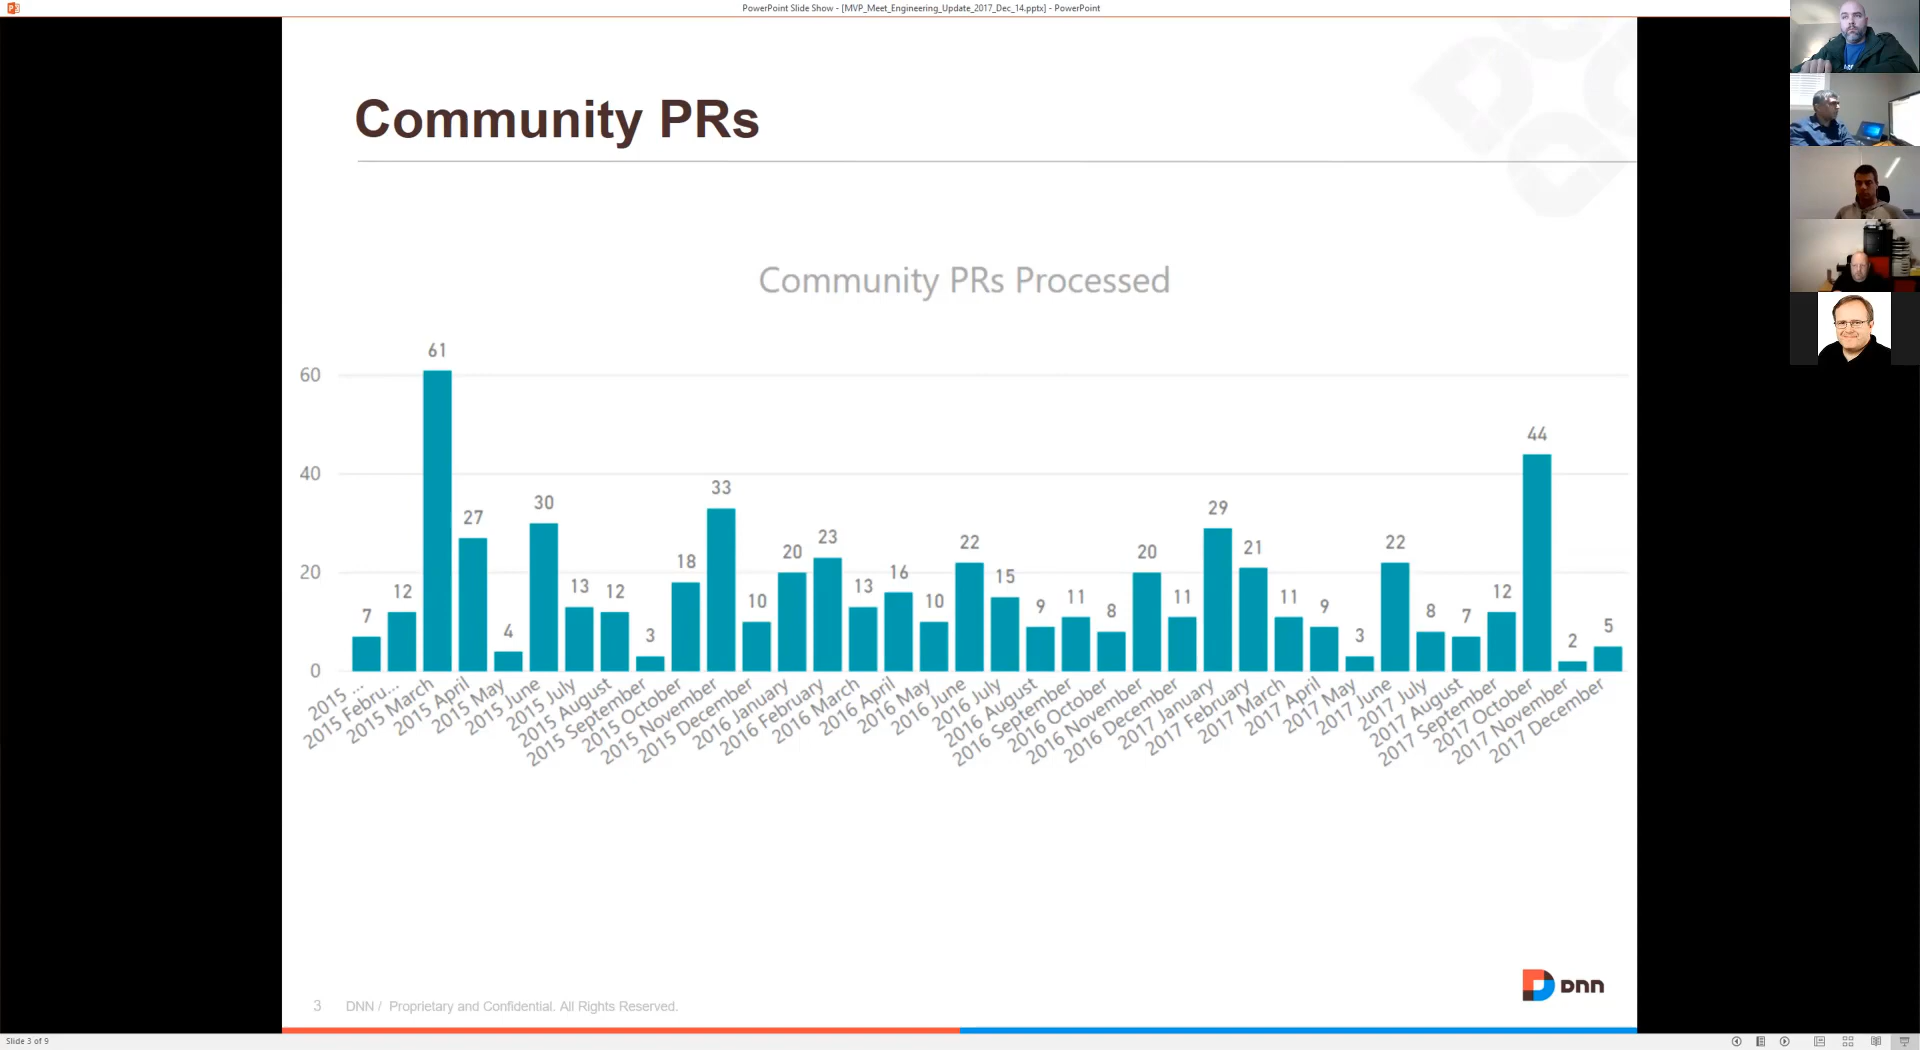 PowerPoint Slide Show - [MVP_Meet_Engineering_Update_2017_Dec_14.pptx] - PowerPoint
Community PRs
Community PRs Processed
60
40
20
0
7
12
61
27
4
30
13
12
3
18
33
10
20
23
13
16
10
22
15
9
11
8
20
11
29
21
11
9
3
22
8
7
12
44
2
5
2015 ...
2015 Febru...
2015 March
2015 April
2015 May
2015 June
2015 July
2015 August
2015 September
2015 October
2015 November
2015 December
2016 January
2016 February
2016 March
2016 April
2016 May
2016 June
2016 July
2016 August
2016 September
2016 October
2016 November
2016 December
2017 January
2017 February
2017 March
2017 April
2017 May
2017 June
2017 July
2017 August
2017 September
2017 October
2017 November
2017 December
DNN
3 DNN / Proprietary and Confidential. All Rights Reserved.
Slide 3 of 9